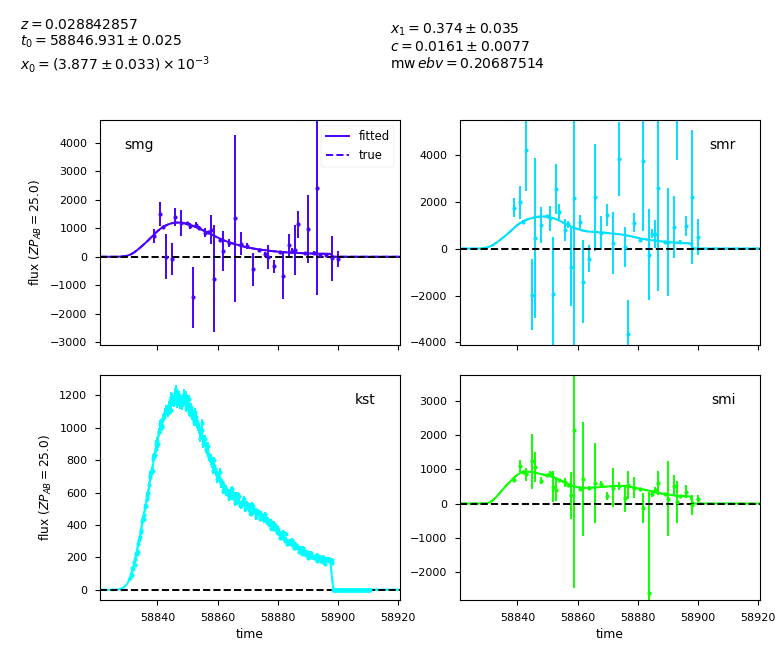 z = 0.028842857
t₀ = 58846.931 ± 0.025
x₀ = (3.877 ± 0.033) × 10⁻³
x₁ = 0.374 ± 0.035
c = 0.0161 ± 0.0077
mw ebv = 0.20687514
smg
fitted
true
flux (ZP_AB = 25.0)
4000
3000
2000
1000
0
−1000
−2000
−3000
smr
4000
2000
0
−2000
−4000
kst
flux (ZP_AB = 25.0)
1200
1000
800
600
400
200
0
58840
58860
58880
58900
58920
time
smi
3000
2000
1000
0
−1000
−2000
58840
58860
58880
58900
58920
time